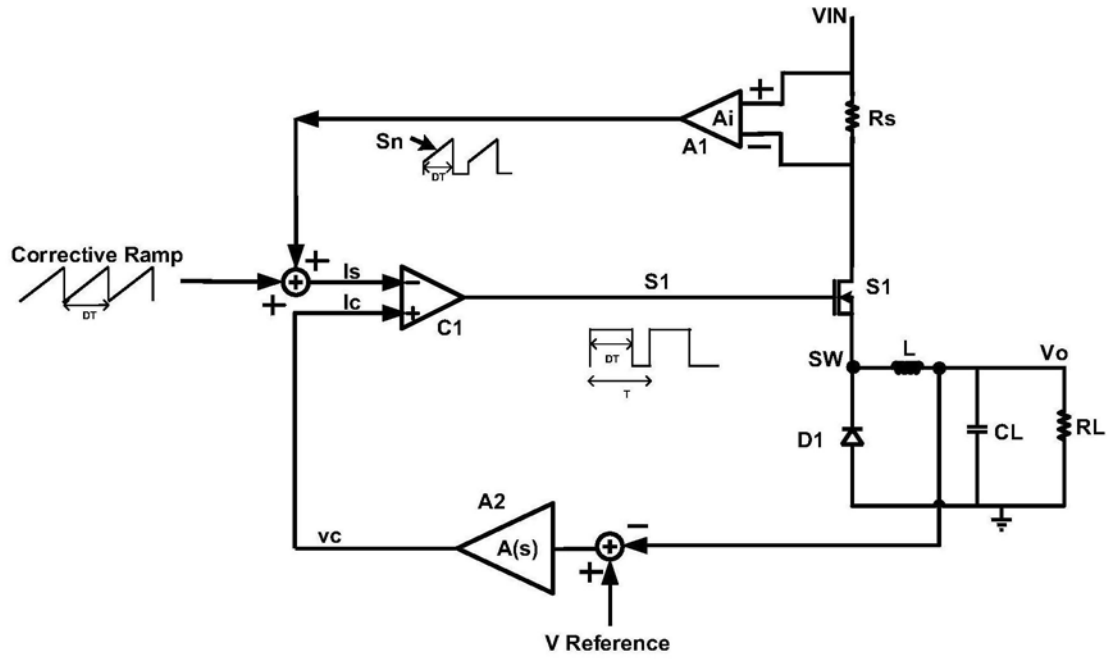 VIN
+
Ai
Rs
A1
−
Sn
DT
Corrective Ramp
+
+
+
Is
−
S1
S1
Ic
+
C1
DT
DT
T
SW
L
Vo
D1
CL
RL
A2
−
vc
A(s)
+
+
V Reference